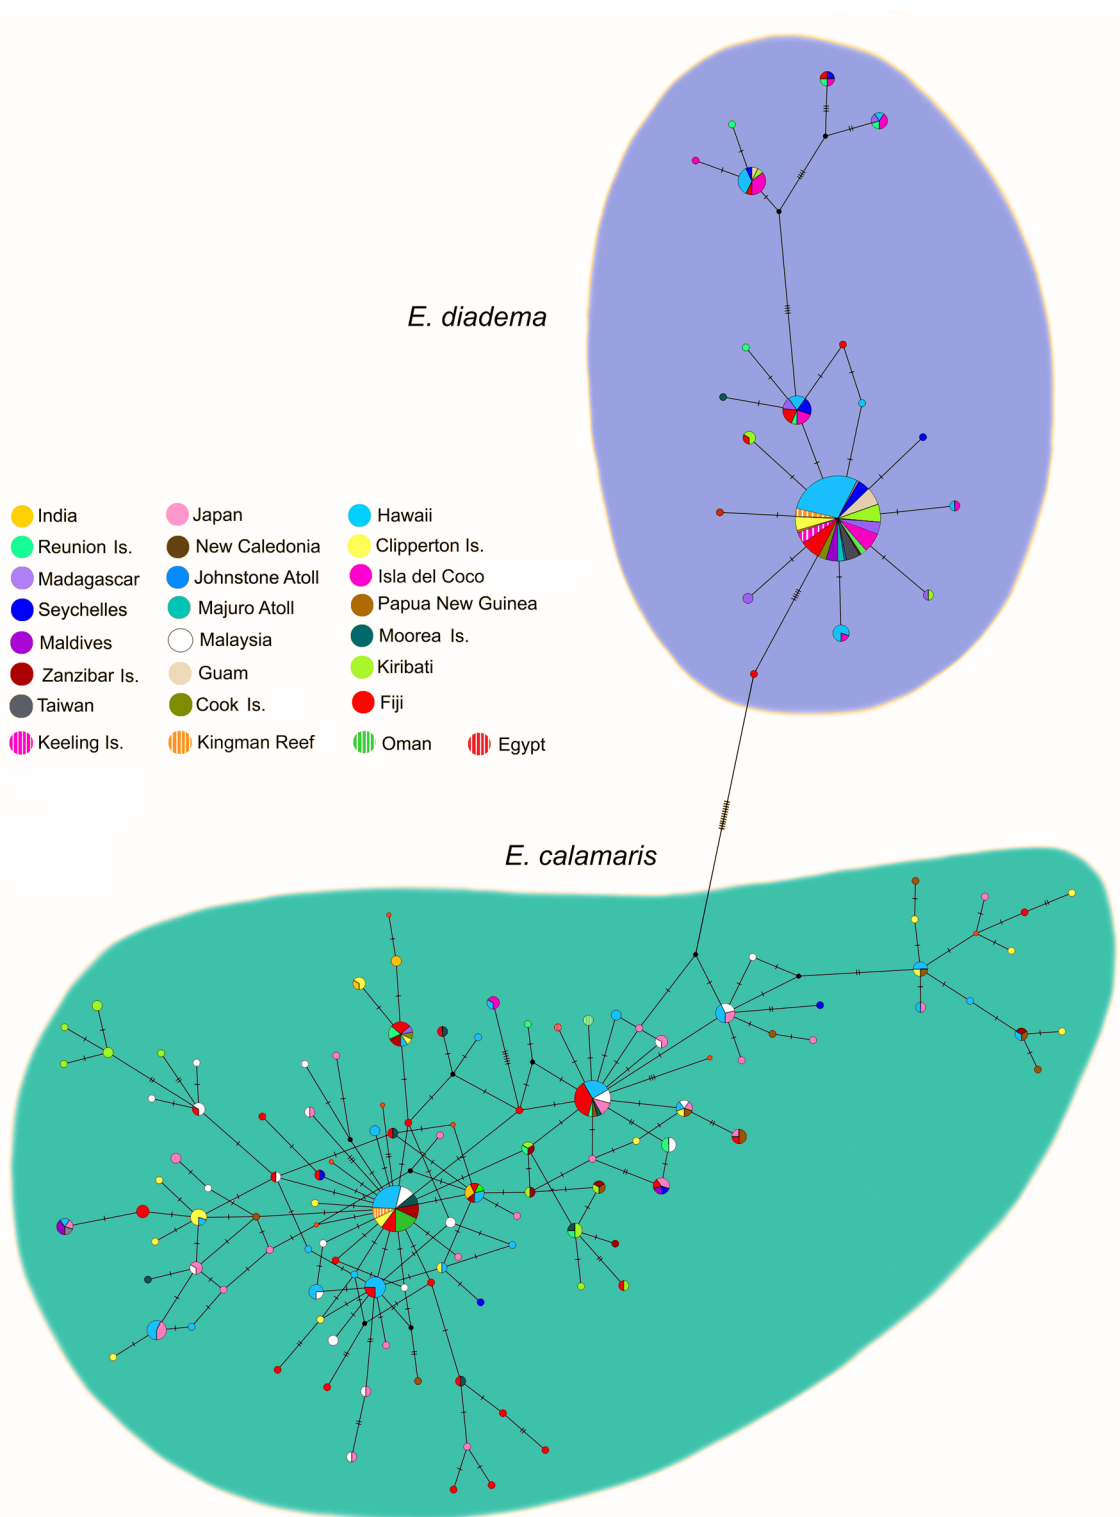 E. diadema
India
Japan
Hawaii
Reunion Is.
New Caledonia
Clipperton Is.
Madagascar
Johnstone Atoll
Isla del Coco
Seychelles
Majuro Atoll
Papua New Guinea
Maldives
Malaysia
Moorea Is.
Zanzibar Is.
Guam
Kiribati
Taiwan
Cook Is.
Fiji
Keeling Is.
Kingman Reef
Oman
Egypt
E. calamaris